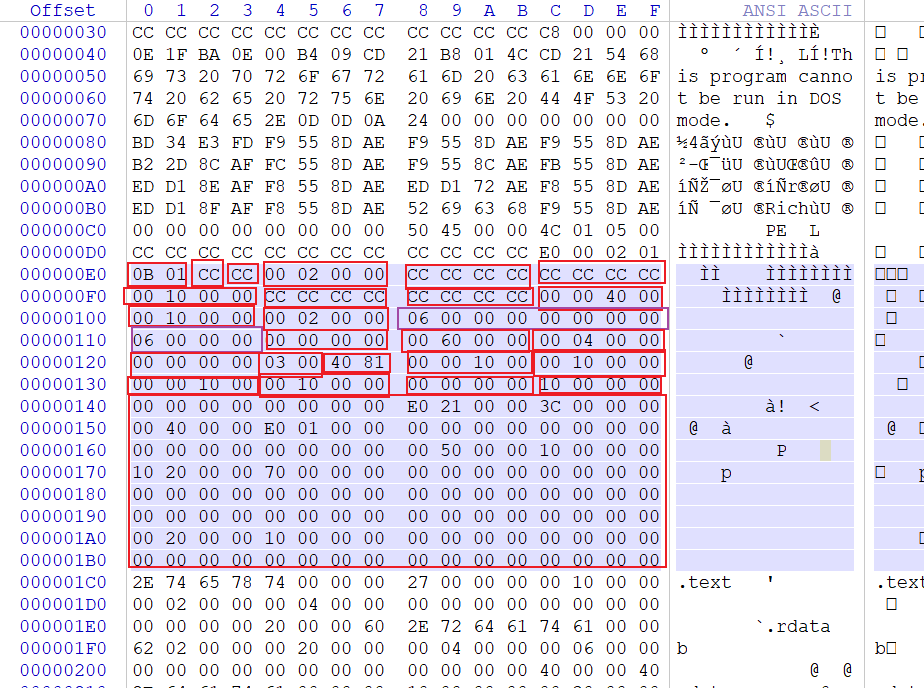 Offset 0 1 2 3 4 5 6 7 8 9 A B C D E F ANSI ASCII
00000030 CC CC CC CC CC CC CC CC CC CC CC CC C8 00 00 00 ÌÌÌÌÌÌÌÌÌÌÌÌÈ
00000040 0E 1F BA 0E 00 B4 09 CD 21 B8 01 4C CD 21 54 68 º ´ Í!¸ LÍ!Th
00000050 69 73 20 70 72 6F 67 72 61 6D 20 63 61 6E 6E 6F is program canno is pr
00000060 74 20 62 65 20 72 75 6E 20 69 6E 20 44 4F 53 20 t be run in DOS t be
00000070 6D 6F 64 65 2E 0D 0D 0A 24 00 00 00 00 00 00 00 mode. $ mode.
00000080 BD 34 E3 FD F9 55 8D AE F9 55 8D AE F9 55 8D AE ½4ãýùU ®ùU ®ùU ®
00000090 B2 2D 8C AF FC 55 8D AE F9 55 8C AE FB 55 8D AE ²-Œ¯üU ®ùUŒ®ûU ®
000000A0 ED D1 8E AF F8 55 8D AE ED D1 72 AE F8 55 8D AE íÑŽ¯øU ®íÑr®øU ®
000000B0 ED D1 8F AF F8 55 8D AE 52 69 63 68 F9 55 8D AE íÑ ¯øU ®RichùU ®
000000C0 00 00 00 00 00 00 00 00 50 45 00 00 4C 01 05 00 PE L
000000D0 CC CC CC CC CC CC CC CC CC CC CC CC E0 00 02 01 ÌÌÌÌÌÌÌÌÌÌÌÌà
000000E0 0B 01 CC CC 00 02 00 00 CC CC CC CC CC CC CC CC ÌÌ ÌÌÌÌÌÌÌÌ
000000F0 00 10 00 00 CC CC CC CC CC CC CC CC 00 00 40 00 ÌÌÌÌÌÌÌÌ @
00000100 00 10 00 00 00 02 00 00 06 00 00 00 00 00 00 00
00000110 06 00 00 00 00 00 00 00 00 60 00 00 00 04 00 00 `
00000120 00 00 00 00 03 00 40 81 00 00 10 00 00 10 00 00 @
00000130 00 00 10 00 00 10 00 00 00 00 00 00 10 00 00 00
00000140 00 00 00 00 00 00 00 00 E0 21 00 00 3C 00 00 00 à! <
00000150 00 40 00 00 E0 01 00 00 00 00 00 00 00 00 00 00 @ à @
00000160 00 00 00 00 00 00 00 00 00 50 00 00 10 00 00 00 P
00000170 10 20 00 00 70 00 00 00 00 00 00 00 00 00 00 00 p p
00000180 00 00 00 00 00 00 00 00 00 00 00 00 00 00 00 00
00000190 00 00 00 00 00 00 00 00 00 00 00 00 00 00 00 00
000001A0 00 20 00 00 10 00 00 00 00 00 00 00 00 00 00 00
000001B0 00 00 00 00 00 00 00 00 00 00 00 00 00 00 00 00
000001C0 2E 74 65 78 74 00 00 00 27 00 00 00 00 10 00 00 .text ' .text
000001D0 00 02 00 00 00 04 00 00 00 00 00 00 00 00 00 00
000001E0 00 00 00 00 20 00 00 60 2E 72 64 61 74 61 00 00 `.rdata
000001F0 62 02 00 00 00 20 00 00 00 04 00 00 00 06 00 00 b b
00000200 00 00 00 00 00 00 00 00 00 00 00 00 40 00 00 40 @ @